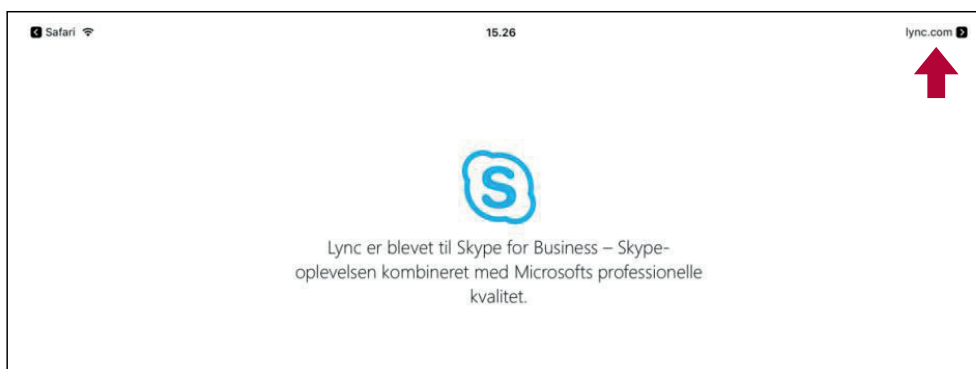 Safari
15.26
lync.com
Lync er blevet til Skype for Business – Skype-
oplevelsen kombineret med Microsofts professionelle
kvalitet.